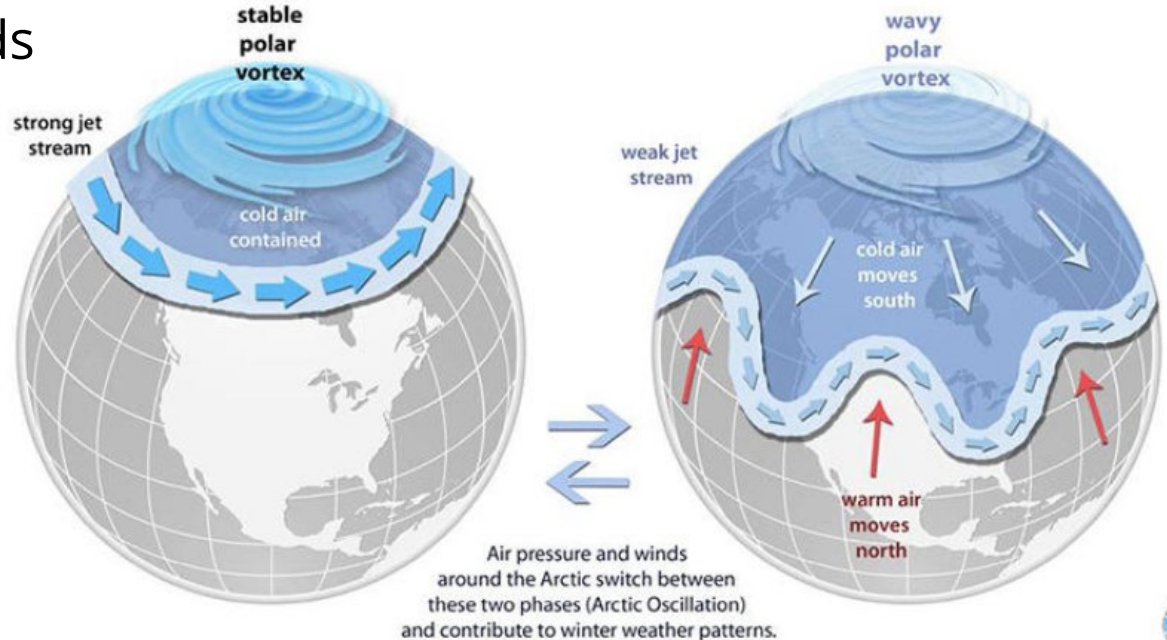 ds
stable
polar
vortex
strong jet
stream
cold air
contained
wavy
polar
vortex
weak jet
stream
cold air
moves
south
warm air
moves
north
Air pressure and winds
around the Arctic switch between
these two phases (Arctic Oscillation)
and contribute to winter weather patterns.